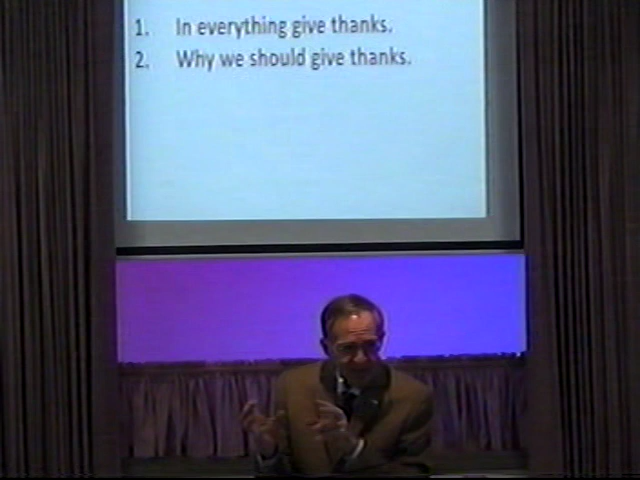 1. In everything give thanks.
2. Why we should give thanks.